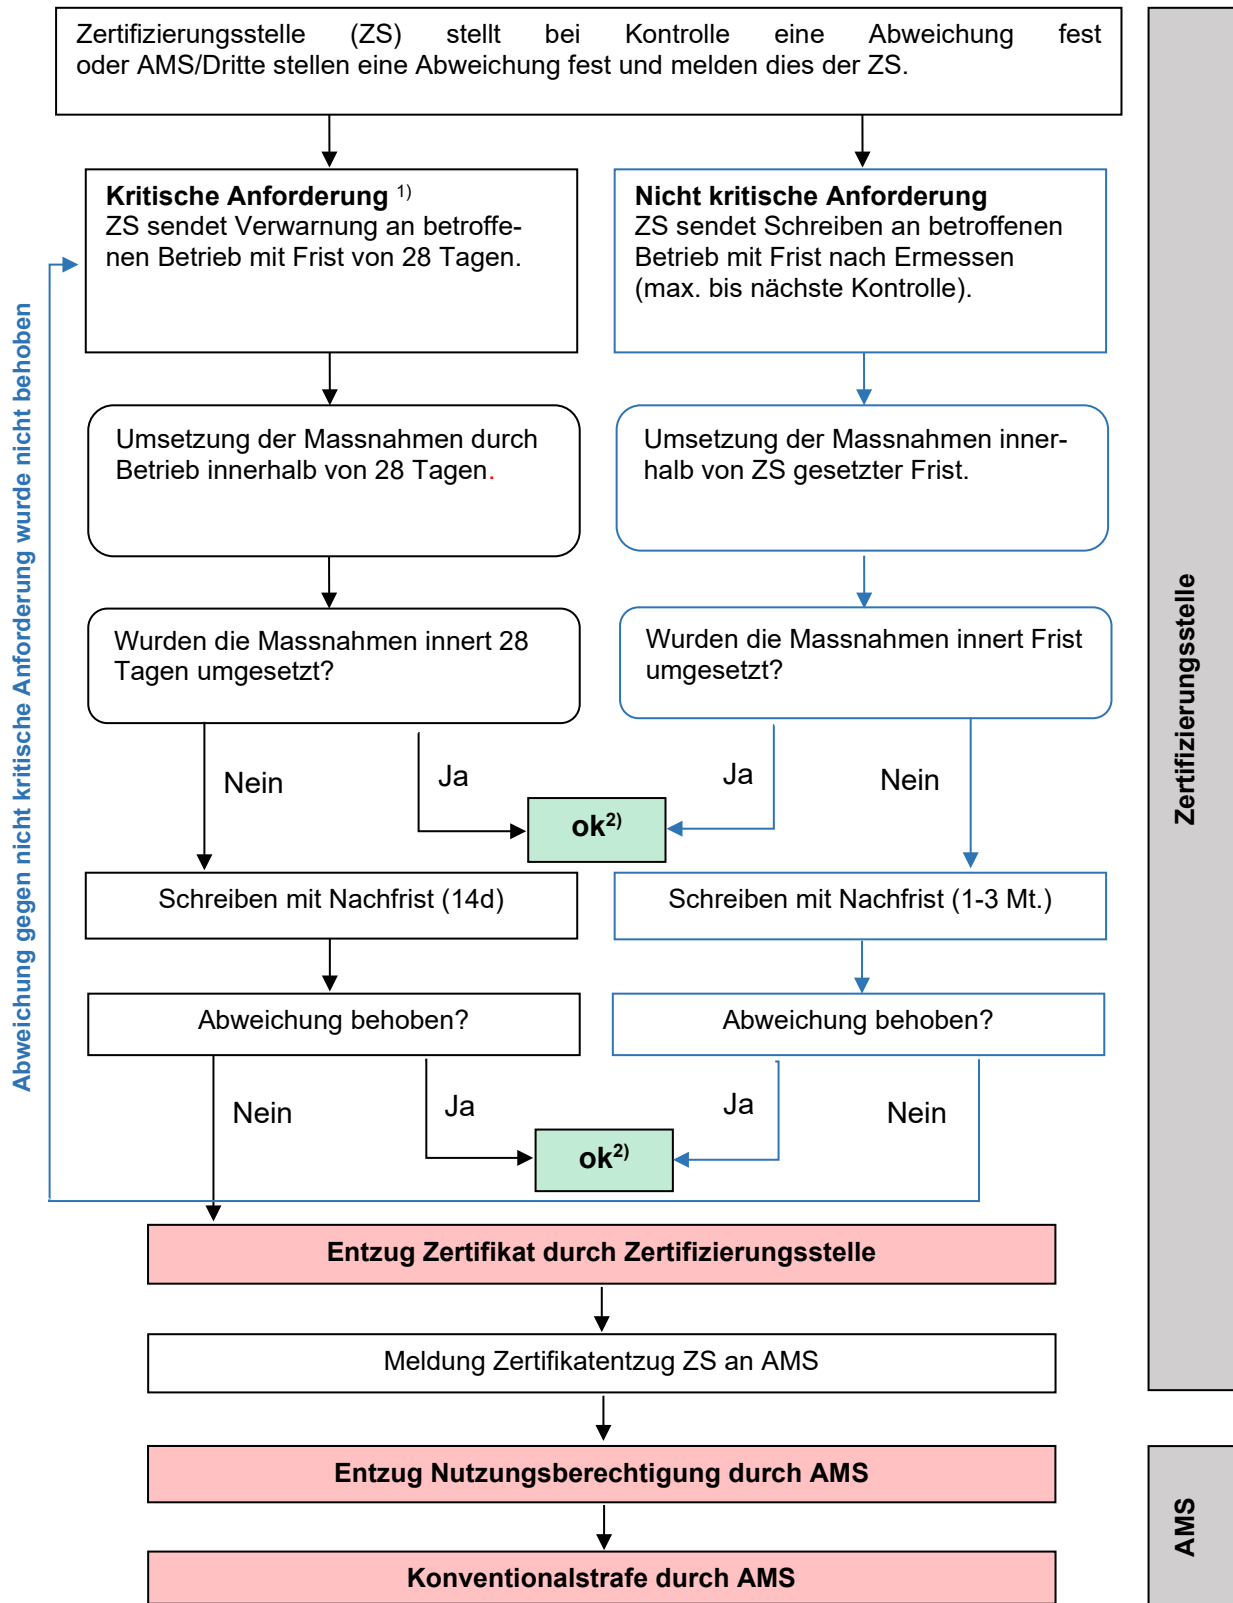 Zertifizierungsstelle (ZS) stellt bei Kontrolle eine Abweichung fest
oder AMS/Dritte stellen eine Abweichung fest und melden dies der ZS.
Kritische Anforderung 1)
ZS sendet Verwarnung an betroffe-
nen Betrieb mit Frist von 28 Tagen.
Nicht kritische Anforderung
ZS sendet Schreiben an betroffenen
Betrieb mit Frist nach Ermessen
(max. bis nächste Kontrolle).
Umsetzung der Massnahmen durch
Betrieb innerhalb von 28 Tagen.
Umsetzung der Massnahmen inner-
halb von ZS gesetzter Frist.
Wurden die Massnahmen innert 28
Tagen umgesetzt?
Wurden die Massnahmen innert Frist
umgesetzt?
Nein
Ja
Ja
Nein
ok2)
Schreiben mit Nachfrist (14d)
Schreiben mit Nachfrist (1-3 Mt.)
Abweichung behoben?
Abweichung behoben?
Nein
Ja
Ja
Nein
ok2)
Abweichung gegen nicht kritische Anforderung wurde nicht behoben
Entzug Zertifikat durch Zertifizierungsstelle
Meldung Zertifikatentzug ZS an AMS
Entzug Nutzungsberechtigung durch AMS
Konventionalstrafe durch AMS
Zertifizierungsstelle
AMS